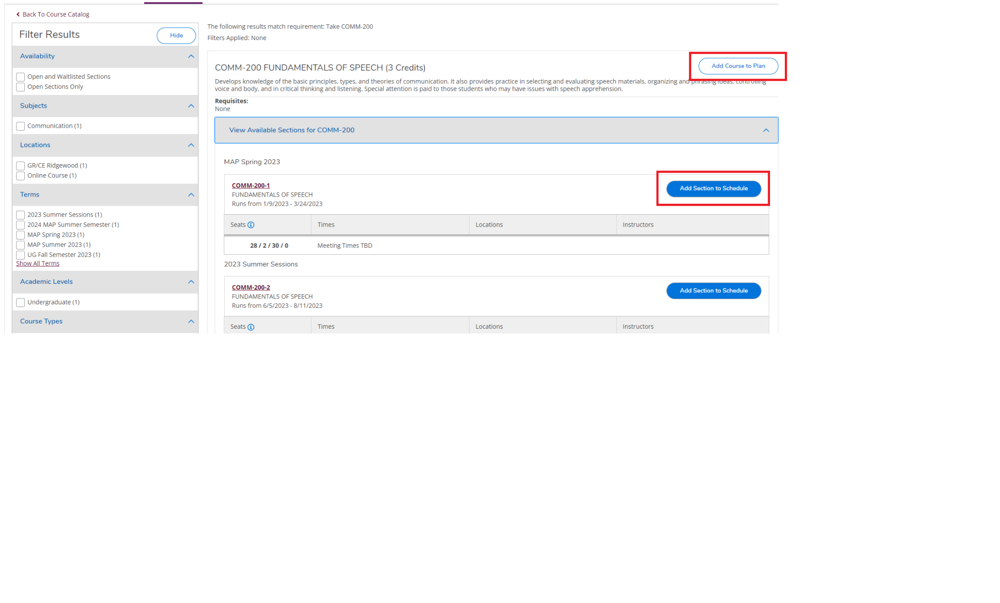 Back To Course Catalog
Filter Results
Hide
Availability
Open and Waitlisted Sections
Open Sections Only
Subjects
Communication (1)
Locations
GR/CE Ridgewood (1)
Online Course (1)
Terms
2023 Summer Sessions (1)
2024 MAP Summer Semester (1)
MAP Spring 2023 (1)
MAP Summer 2023 (1)
UG Fall Semester 2023 (1)
Show All Terms
Academic Levels
Undergraduate (1)
Course Types
The following results match requirement: Take COMM-200
Filters Applied: None
COMM-200 FUNDAMENTALS OF SPEECH (3 Credits)
Add Course to Plan
Develops knowledge of the basic principles, types, and theories of communication. It also provides practice in selecting and evaluating speech materials, organizing and phrasing ideas, controlling
voice and body, and in critical thinking and listening. Special attention is paid to those students who may have issues with speech apprehension.
Requisites:
None
View Available Sections for COMM-200
MAP Spring 2023
COMM-200-1
Add Section to Schedule
FUNDAMENTALS OF SPEECH
Runs from 1/9/2023 - 3/24/2023
Seats Times Locations Instructors
28 / 2 / 30 / 0 Meeting Times TBD
2023 Summer Sessions
COMM-200-2
Add Section to Schedule
FUNDAMENTALS OF SPEECH
Runs from 6/5/2023 - 8/11/2023
Seats Times Locations Instructors